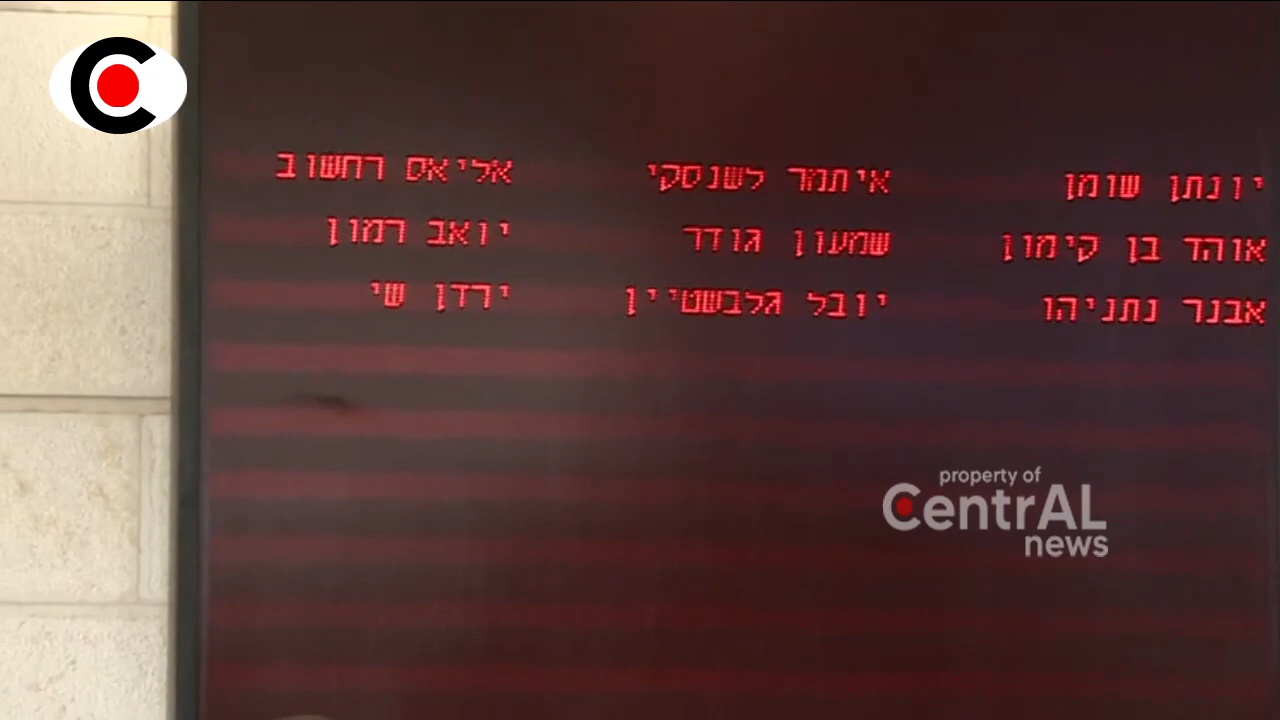 יונתן שומן
איתמר לשנסקי
אליאס רחשוב
אוהד בן קימון
שמעון גודר
יואב רמון
אבנר נתניהו
יובל גלבשטיין
ירדן שי
property of
CentrAL
news